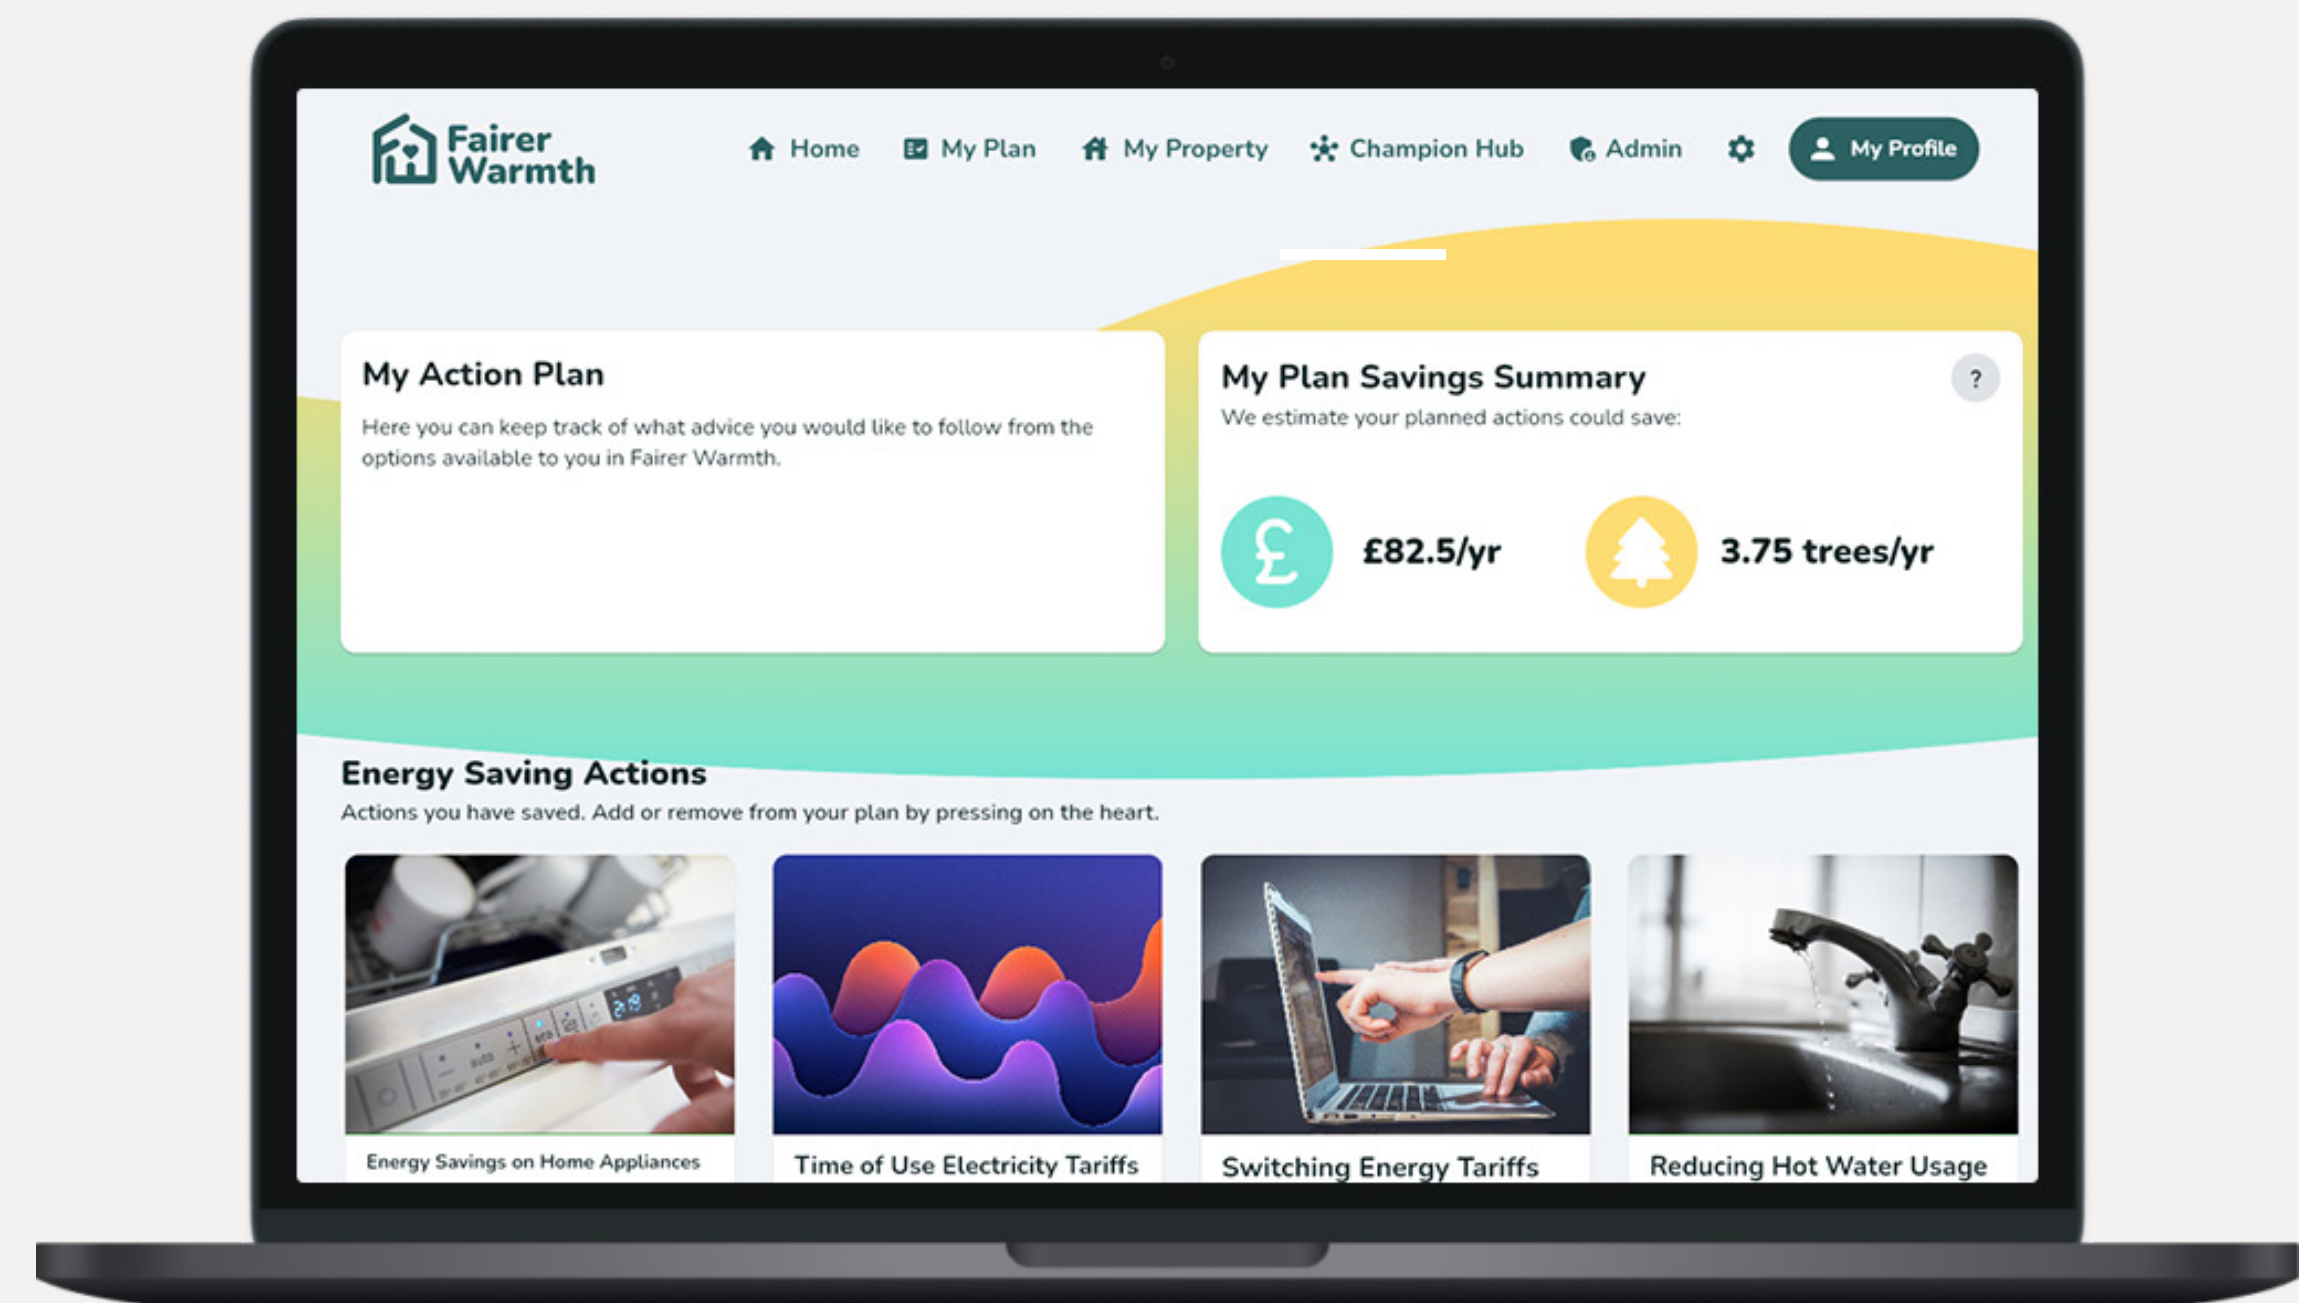 Fairer
Warmth
Home
My Plan
My Property
Champion Hub
Admin
My Profile
My Action Plan
Here you can keep track of what advice you would like to follow from the
options available to you in Fairer Warmth.
My Plan Savings Summary
?
We estimate your planned actions could save:
£
£82.5/yr
3.75 trees/yr
Energy Saving Actions
Actions you have saved. Add or remove from your plan by pressing on the heart.
auto
eco
Energy Savings on Home Appliances
Time of Use Electricity Tariffs
Switching Energy Tariffs
Reducing Hot Water Usage